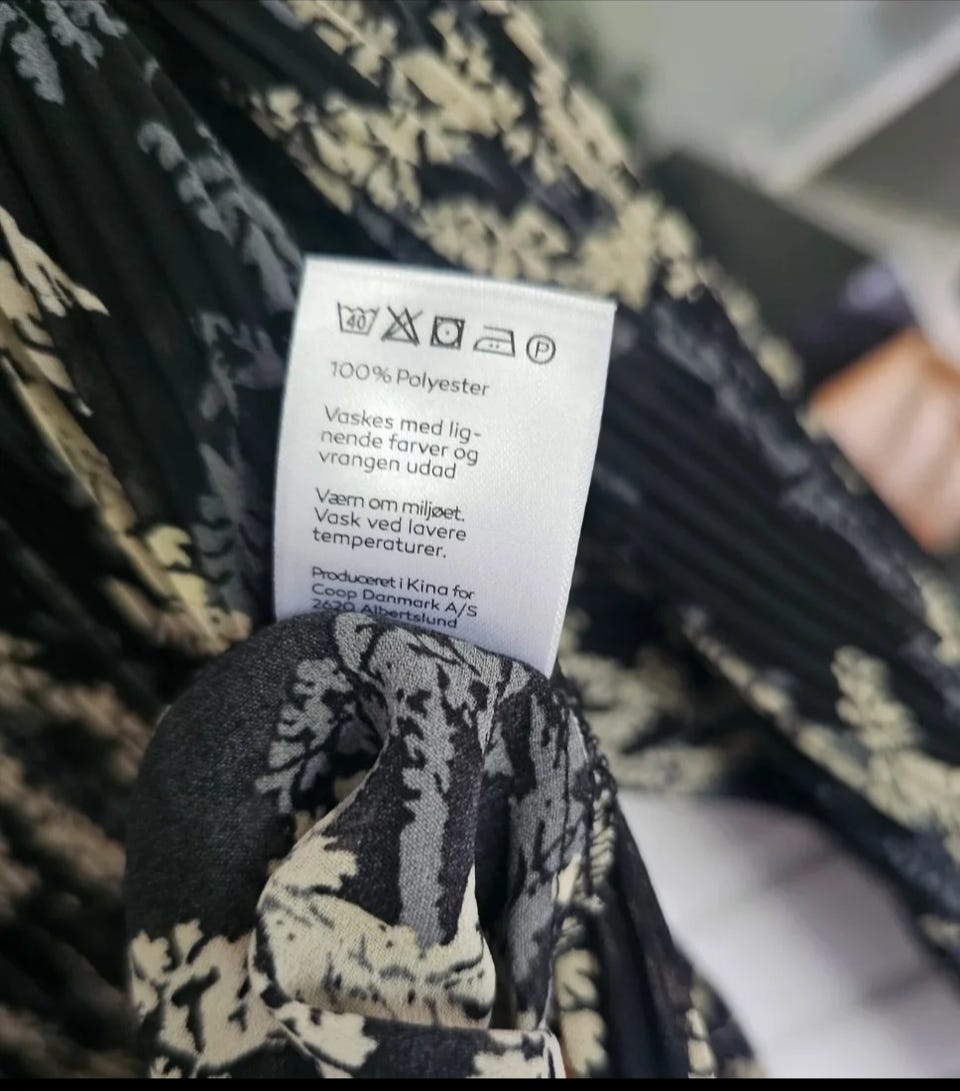 40 P
100% Polyester
Vaskes med lig-
nende farver og
vrangen udad
Værn om miljøet.
Vask ved lavere
temperaturer.
Produceret i Kina for
Coop Danmark A/S
2620 Albertslund